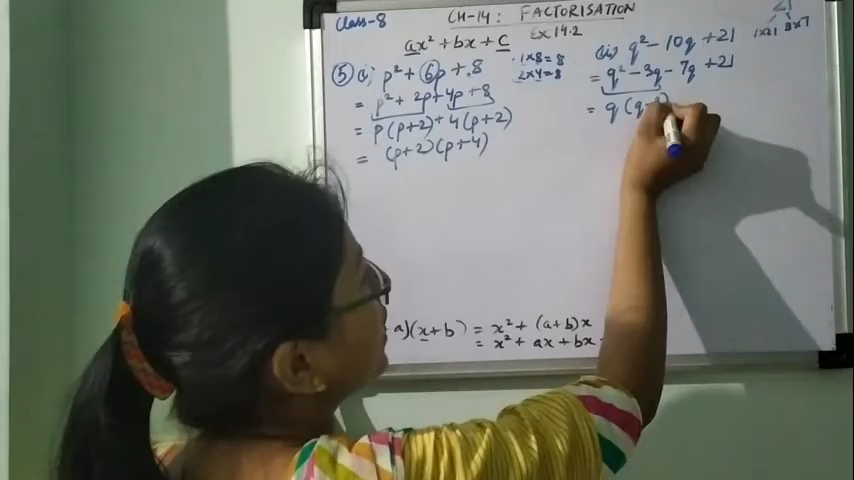 Class-8
CH-14: FACTORISATION
Ex 14.2
ax² + bx + c
⑤ (i) p² + 6p + 8
= p² + 2p + 4p + 8
= p(p+2) + 4(p+2)
= (p+2)(p+4)
1×8=8
2×4=8
(ii) q² - 10q + 21
= q² - 3q - 7q + 21
= q(q-
21
1×21 3×7
a)(x+b) = x² + (a+b)x
= x² + ax + bx